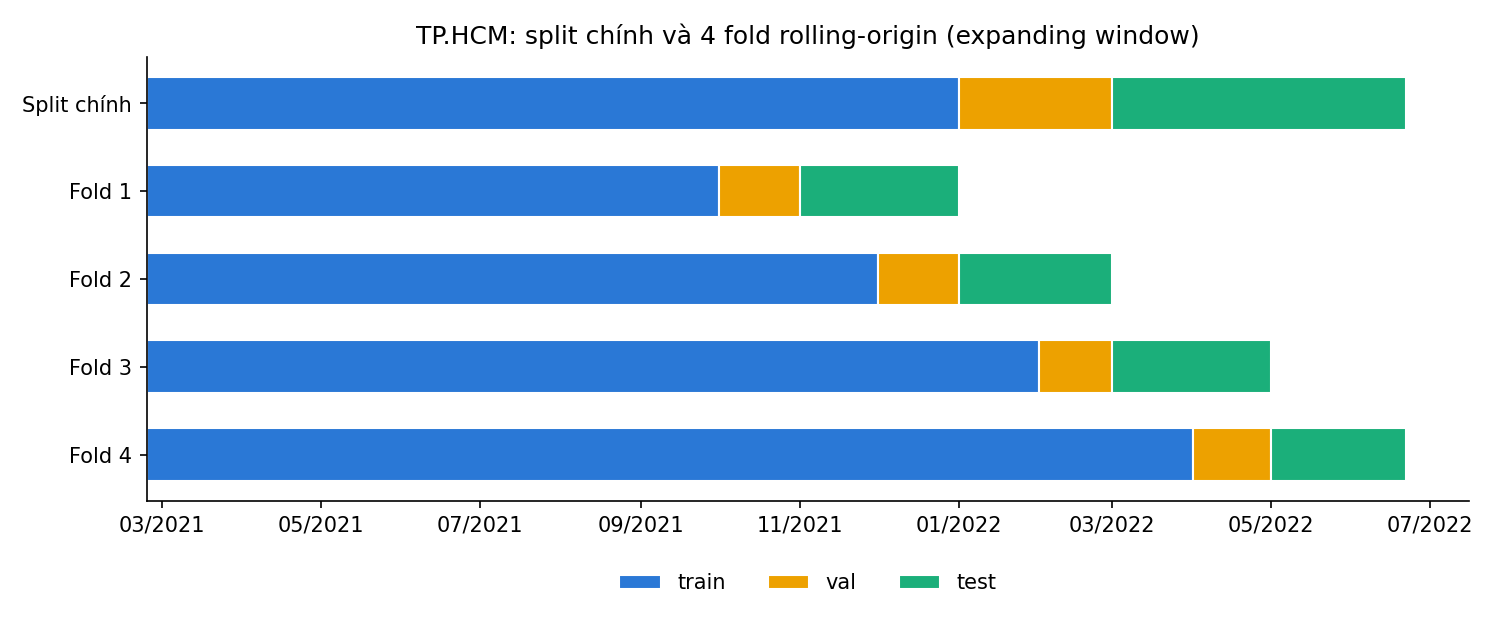 TP.HCM: split chính và 4 fold rolling-origin (expanding window)
Split chính
Fold 1
Fold 2
Fold 3
Fold 4
03/2021 05/2021 07/2021 09/2021 11/2021 01/2022 03/2022 05/2022 07/2022
train val test